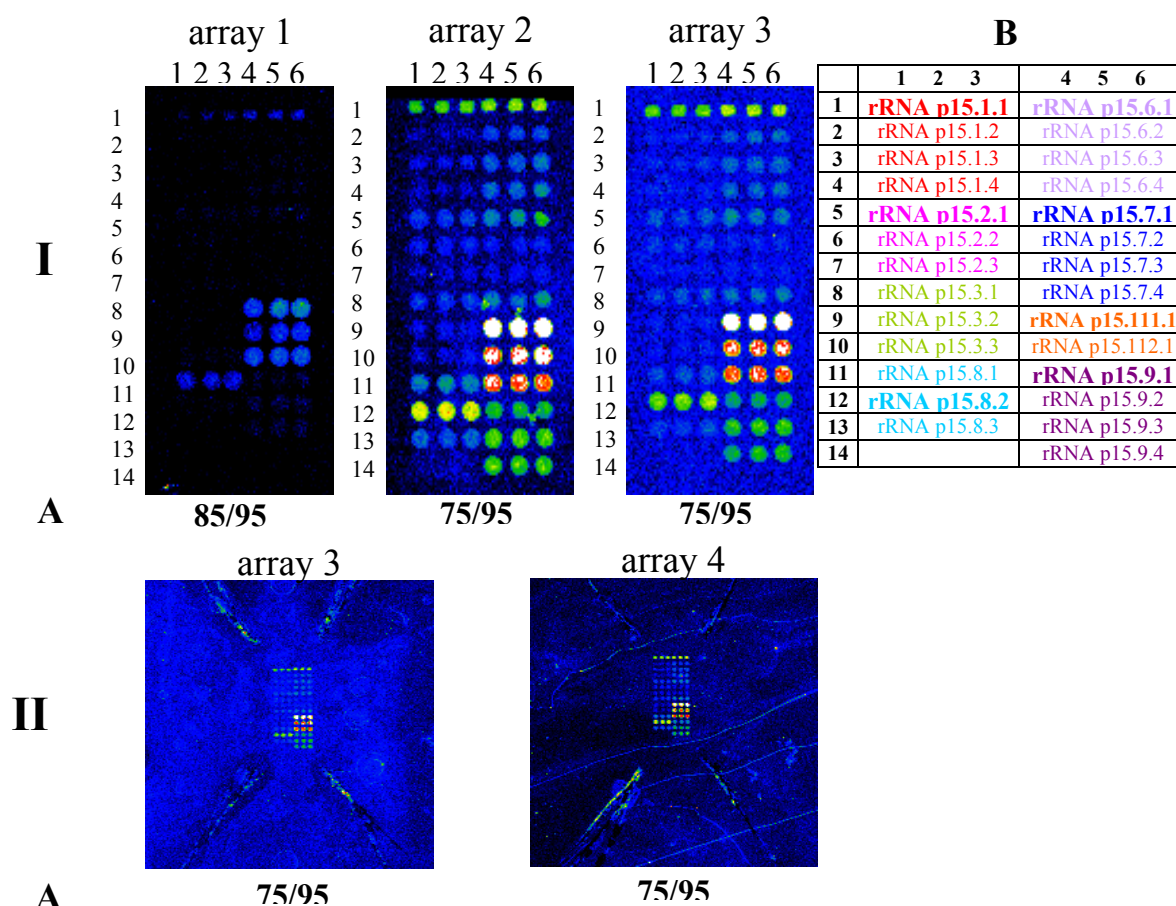 array 1 array 2 array 3 B
1 2 3 4 5 6 1 2 3 4 5 6 1 2 3 4 5 6
1 2 3 4 5 6 7 8 9 10 11 12 13 14
1 2 3 4 5 6 7 8 9 10 11 12 13 14
1 2 3 4 5 6 7 8 9 10 11 12 13 14
1 2 3 4 5 6
1 rRNA p15.1.1 rRNA p15.6.1
2 rRNA p15.1.2 rRNA p15.6.2
3 rRNA p15.1.3 rRNA p15.6.3
4 rRNA p15.1.4 rRNA p15.6.4
5 rRNA p15.2.1 rRNA p15.7.1
6 rRNA p15.2.2 rRNA p15.7.2
7 rRNA p15.2.3 rRNA p15.7.3
8 rRNA p15.3.1 rRNA p15.7.4
9 rRNA p15.3.2 rRNA p15.111.1
10 rRNA p15.3.3 rRNA p15.112.1
11 rRNA p15.8.1 rRNA p15.9.1
12 rRNA p15.8.2 rRNA p15.9.2
13 rRNA p15.8.3 rRNA p15.9.3
14 rRNA p15.9.4
I
A 85/95 75/95 75/95
array 3 array 4
II
A 75/95 75/95